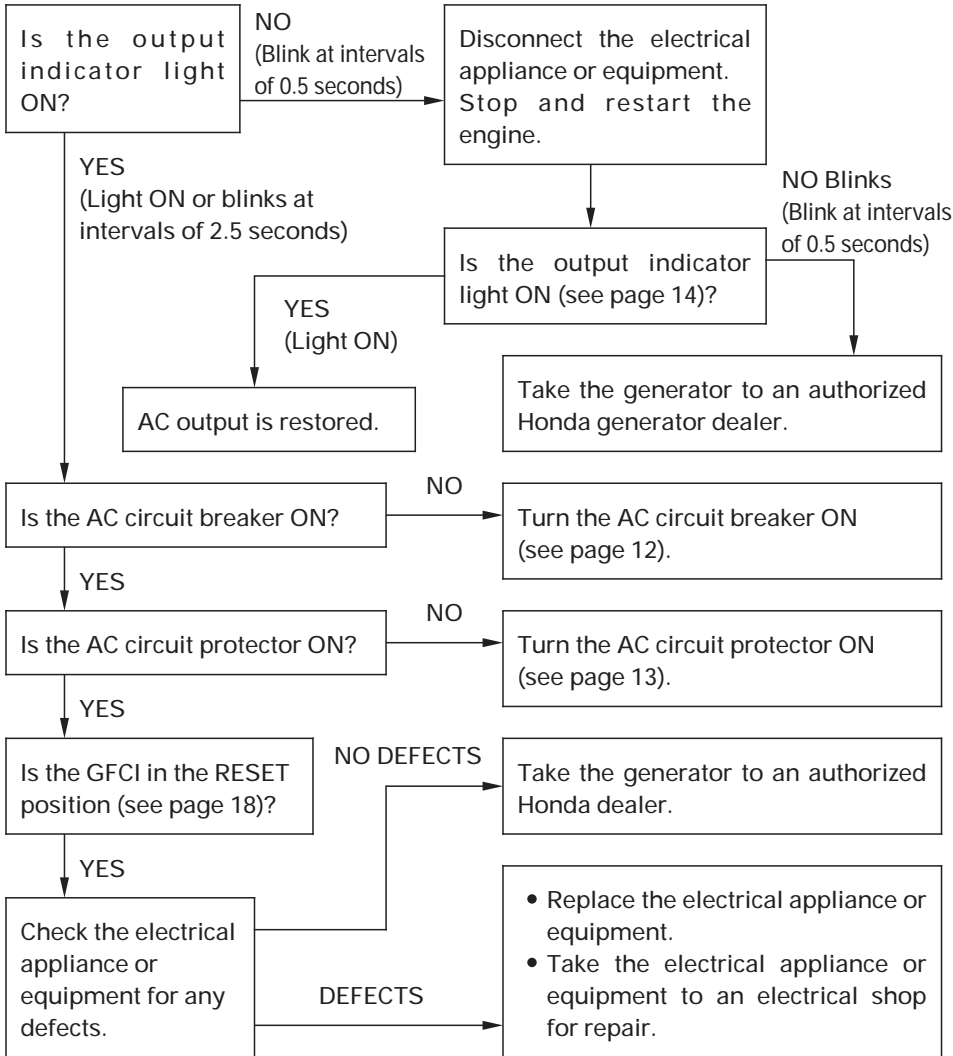 Is the output
indicator light
ON?
NO
(Blink at intervals
of 0.5 seconds)
Disconnect the electrical
appliance or equipment.
Stop and restart the
engine.
YES
(Light ON or blinks at
intervals of 2.5 seconds)
NO Blinks
(Blink at intervals
of 0.5 seconds)
Is the output indicator
light ON (see page 14)?
YES
(Light ON)
AC output is restored.
Take the generator to an authorized
Honda generator dealer.
Is the AC circuit breaker ON?
NO
Turn the AC circuit breaker ON
(see page 12).
YES
Is the AC circuit protector ON?
NO
Turn the AC circuit protector ON
(see page 13).
YES
Is the GFCI in the RESET
position (see page 18)?
NO DEFECTS
Take the generator to an authorized
Honda dealer.
YES
Check the electrical
appliance or
equipment for any
defects.
DEFECTS
• Replace the electrical appliance or
equipment.
• Take the electrical appliance or
equipment to an electrical shop
for repair.